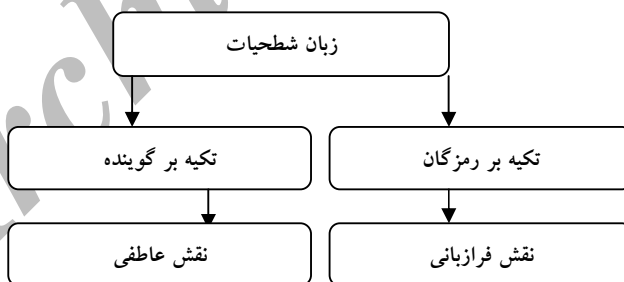 زبان شطحیات
تکیه بر رمزگان
تکیه بر گوینده
نقش فرازبانی
نقش عاطفی